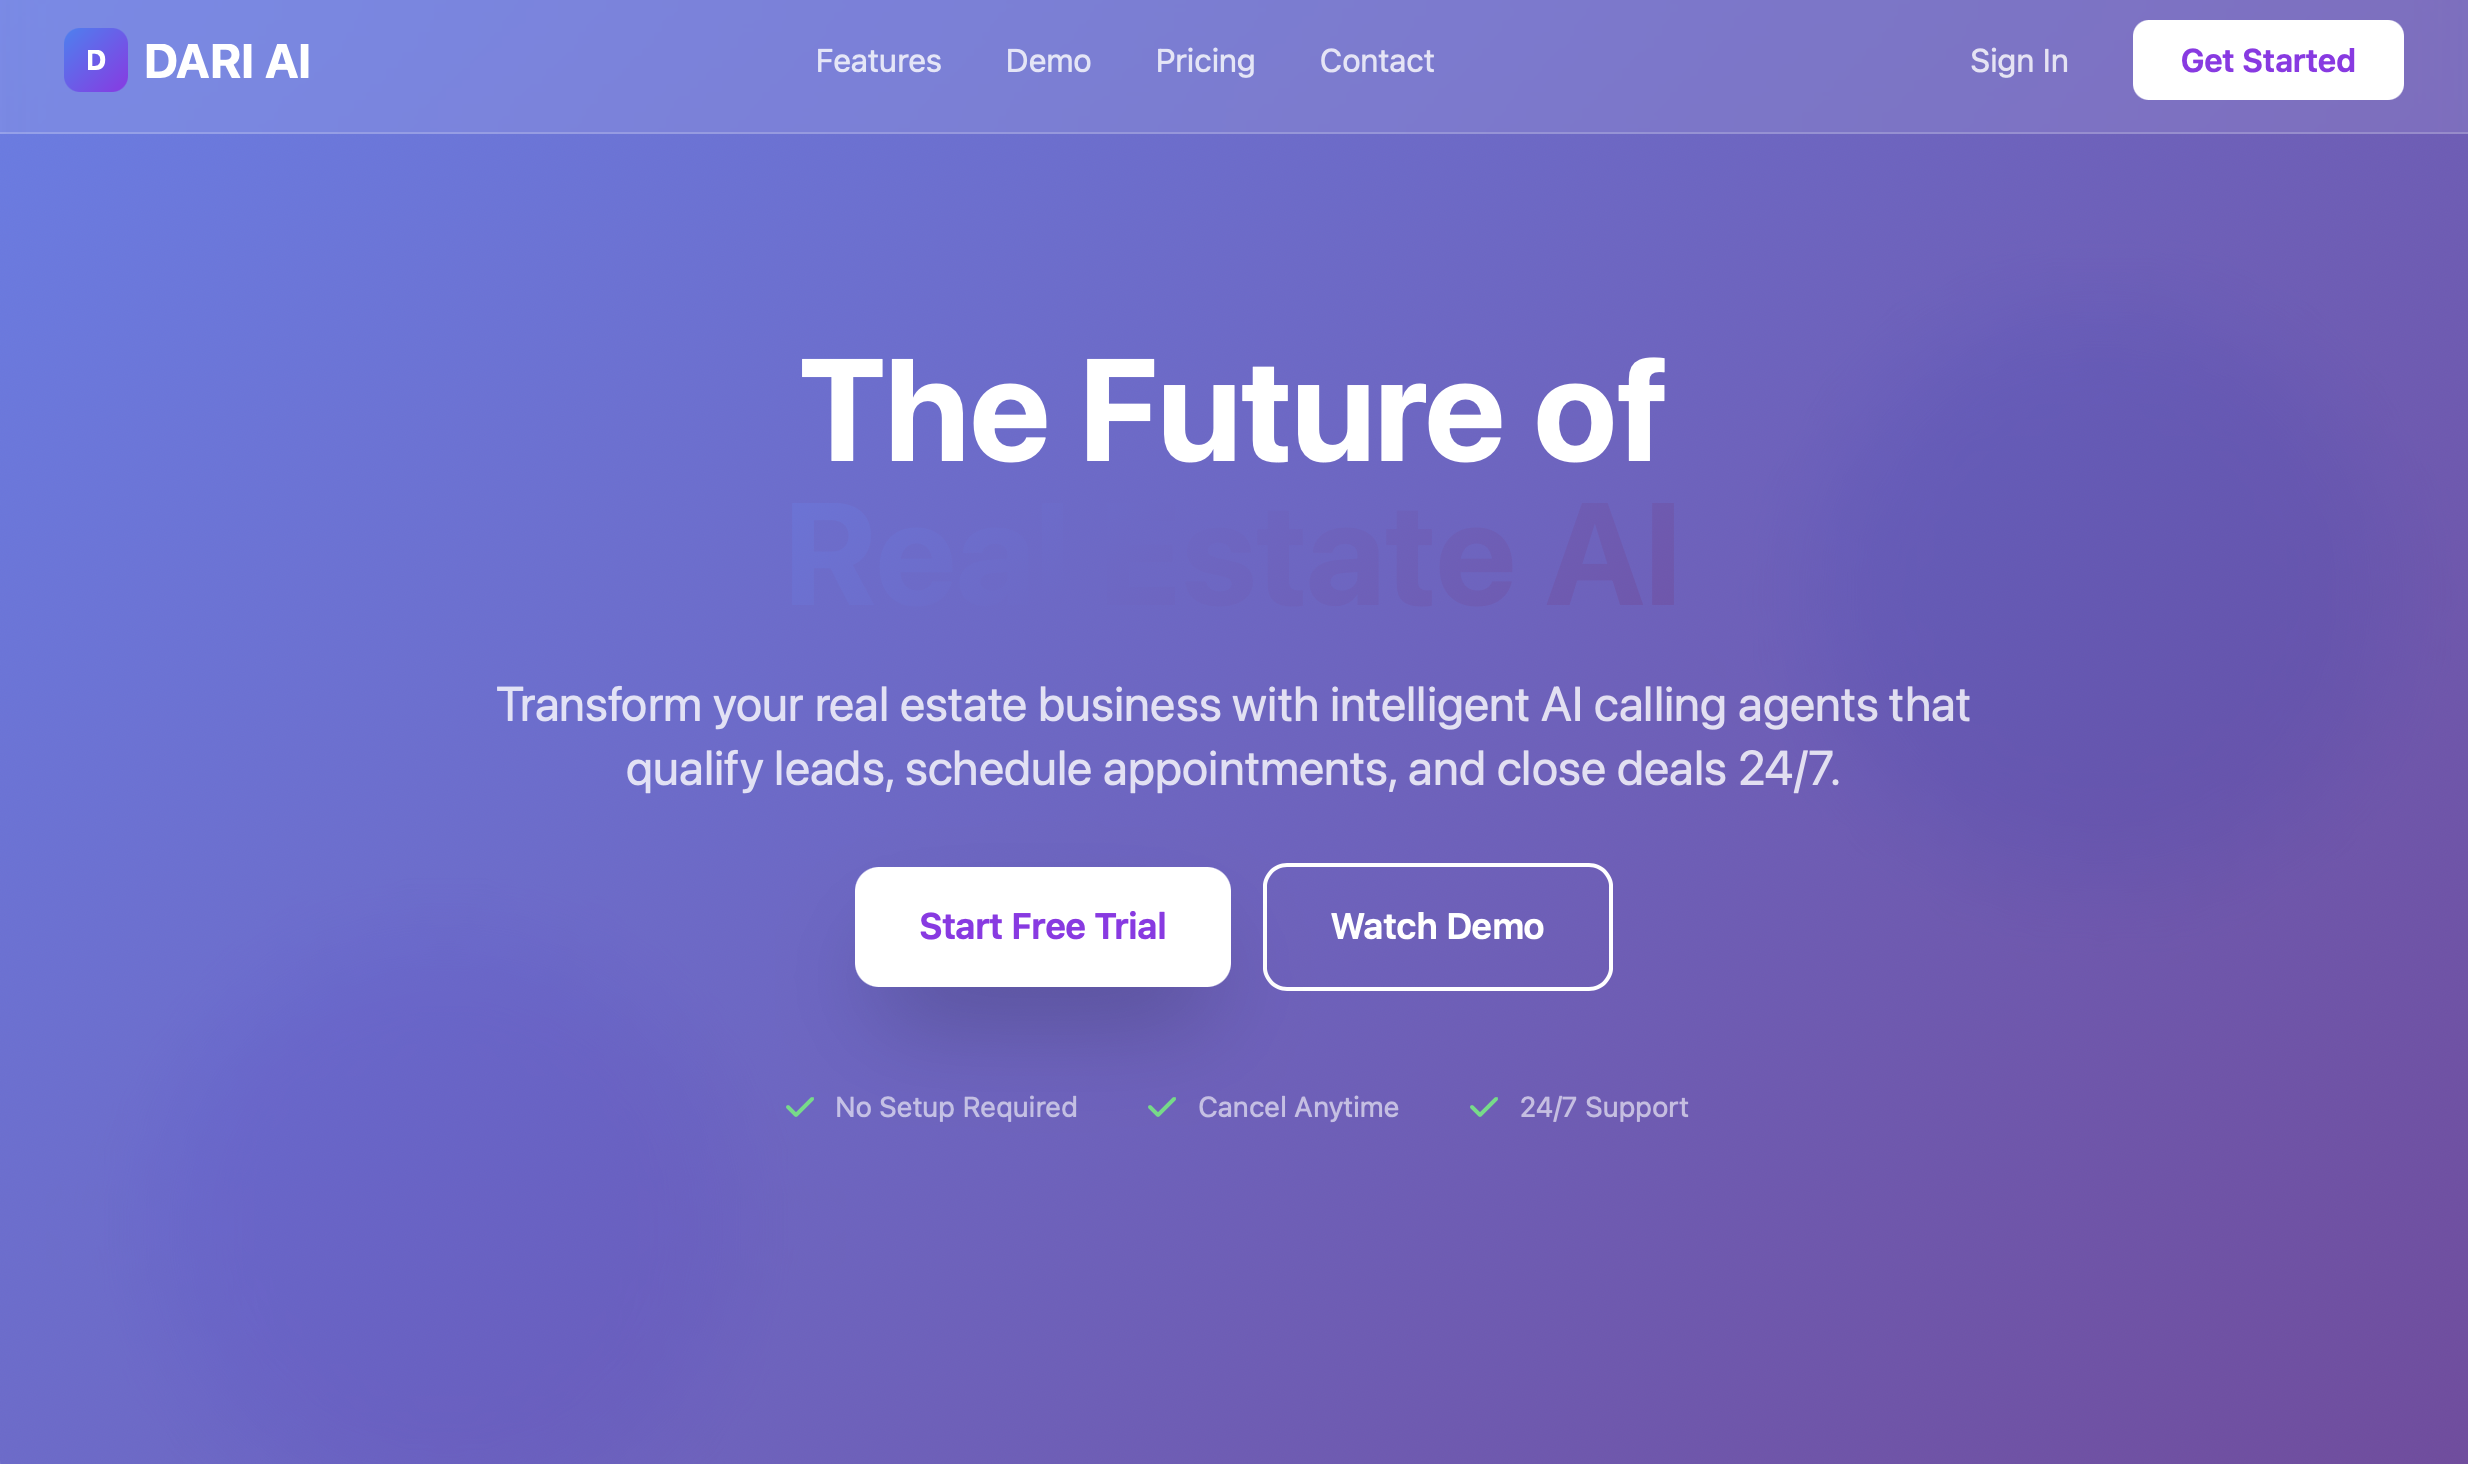 D DARI AI
Features Demo Pricing Contact
Sign In Get Started
The Future of
Real Estate AI
Transform your real estate business with intelligent AI calling agents that
qualify leads, schedule appointments, and close deals 24/7.
Start Free Trial Watch Demo
No Setup Required Cancel Anytime 24/7 Support